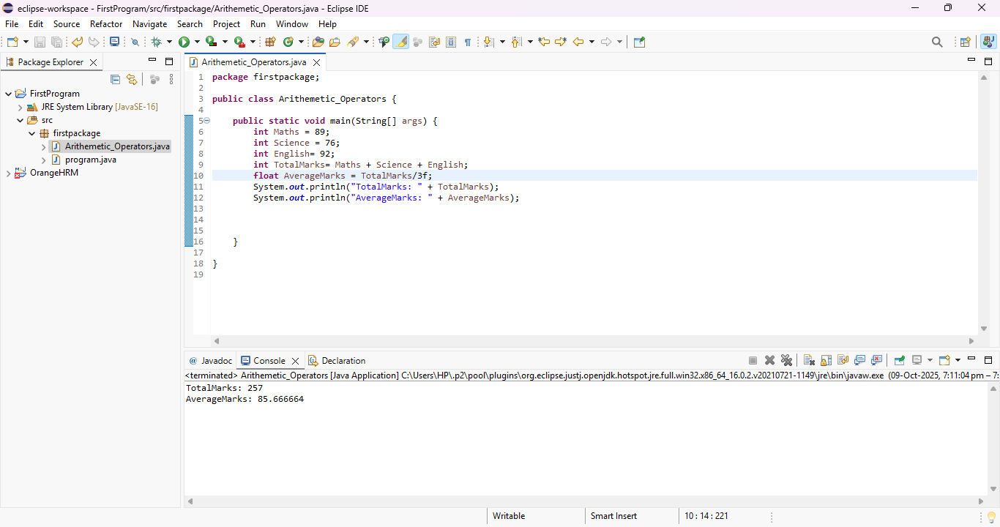 eclipse-workspace - FirstProgram/src/firstpackage/Arithemetic_Operators.java - Eclipse IDE
File Edit Source Refactor Navigate Search Project Run Window Help
Package Explorer
FirstProgram
JRE System Library [JavaSE-16]
src
firstpackage
Arithemetic_Operators.java
program.java
OrangeHRM
Arithemetic_Operators.java
1 package firstpackage;
2
3 public class Arithemetic_Operators {
4
5 public static void main(String[] args) {
6 int Maths = 89;
7 int Science = 76;
8 int English= 92;
9 int TotalMarks= Maths + Science + English;
10 float AverageMarks = TotalMarks/3f;
11 System.out.println("TotalMarks: " + TotalMarks);
12 System.out.println("AverageMarks: " + AverageMarks);
13
14
15
16 }
17
18 }
19
@ Javadoc Console Declaration
<terminated> Arithemetic_Operators [Java Application] C:\Users\HP\.p2\pool\plugins\org.eclipse.justj.openjdk.hotspot.jre.full.win32.x86_64_16.0.2.v20210721-1149\jre\bin\javaw.exe (09-Oct-2025, 7:11:04 pm – 7:
TotalMarks: 257
AverageMarks: 85.666664
Writable Smart Insert 10 : 14 : 221